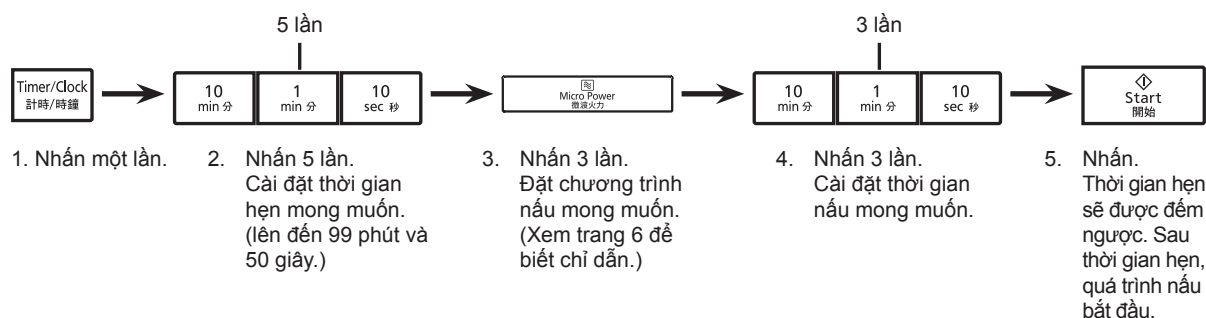 5 lần
3 lần
Timer/Clock
計時/時鐘
10
min 分
1
min 分
10
sec 秒
Micro Power
微波火力
10
min 分
1
min 分
10
sec 秒
Start
開始
1. Nhấn một lần.
2. Nhấn 5 lần.
Cài đặt thời gian
hẹn mong muốn.
(lên đến 99 phút và
50 giây.)
3. Nhấn 3 lần.
Đặt chương trình
nấu mong muốn.
(Xem trang 6 để
biết chỉ dẫn.)
4. Nhấn 3 lần.
Cài đặt thời gian
nấu mong muốn.
5. Nhấn.
Thời gian hẹn
sẽ được đếm
ngược. Sau
thời gian hẹn,
quá trình nấu
bắt đầu.